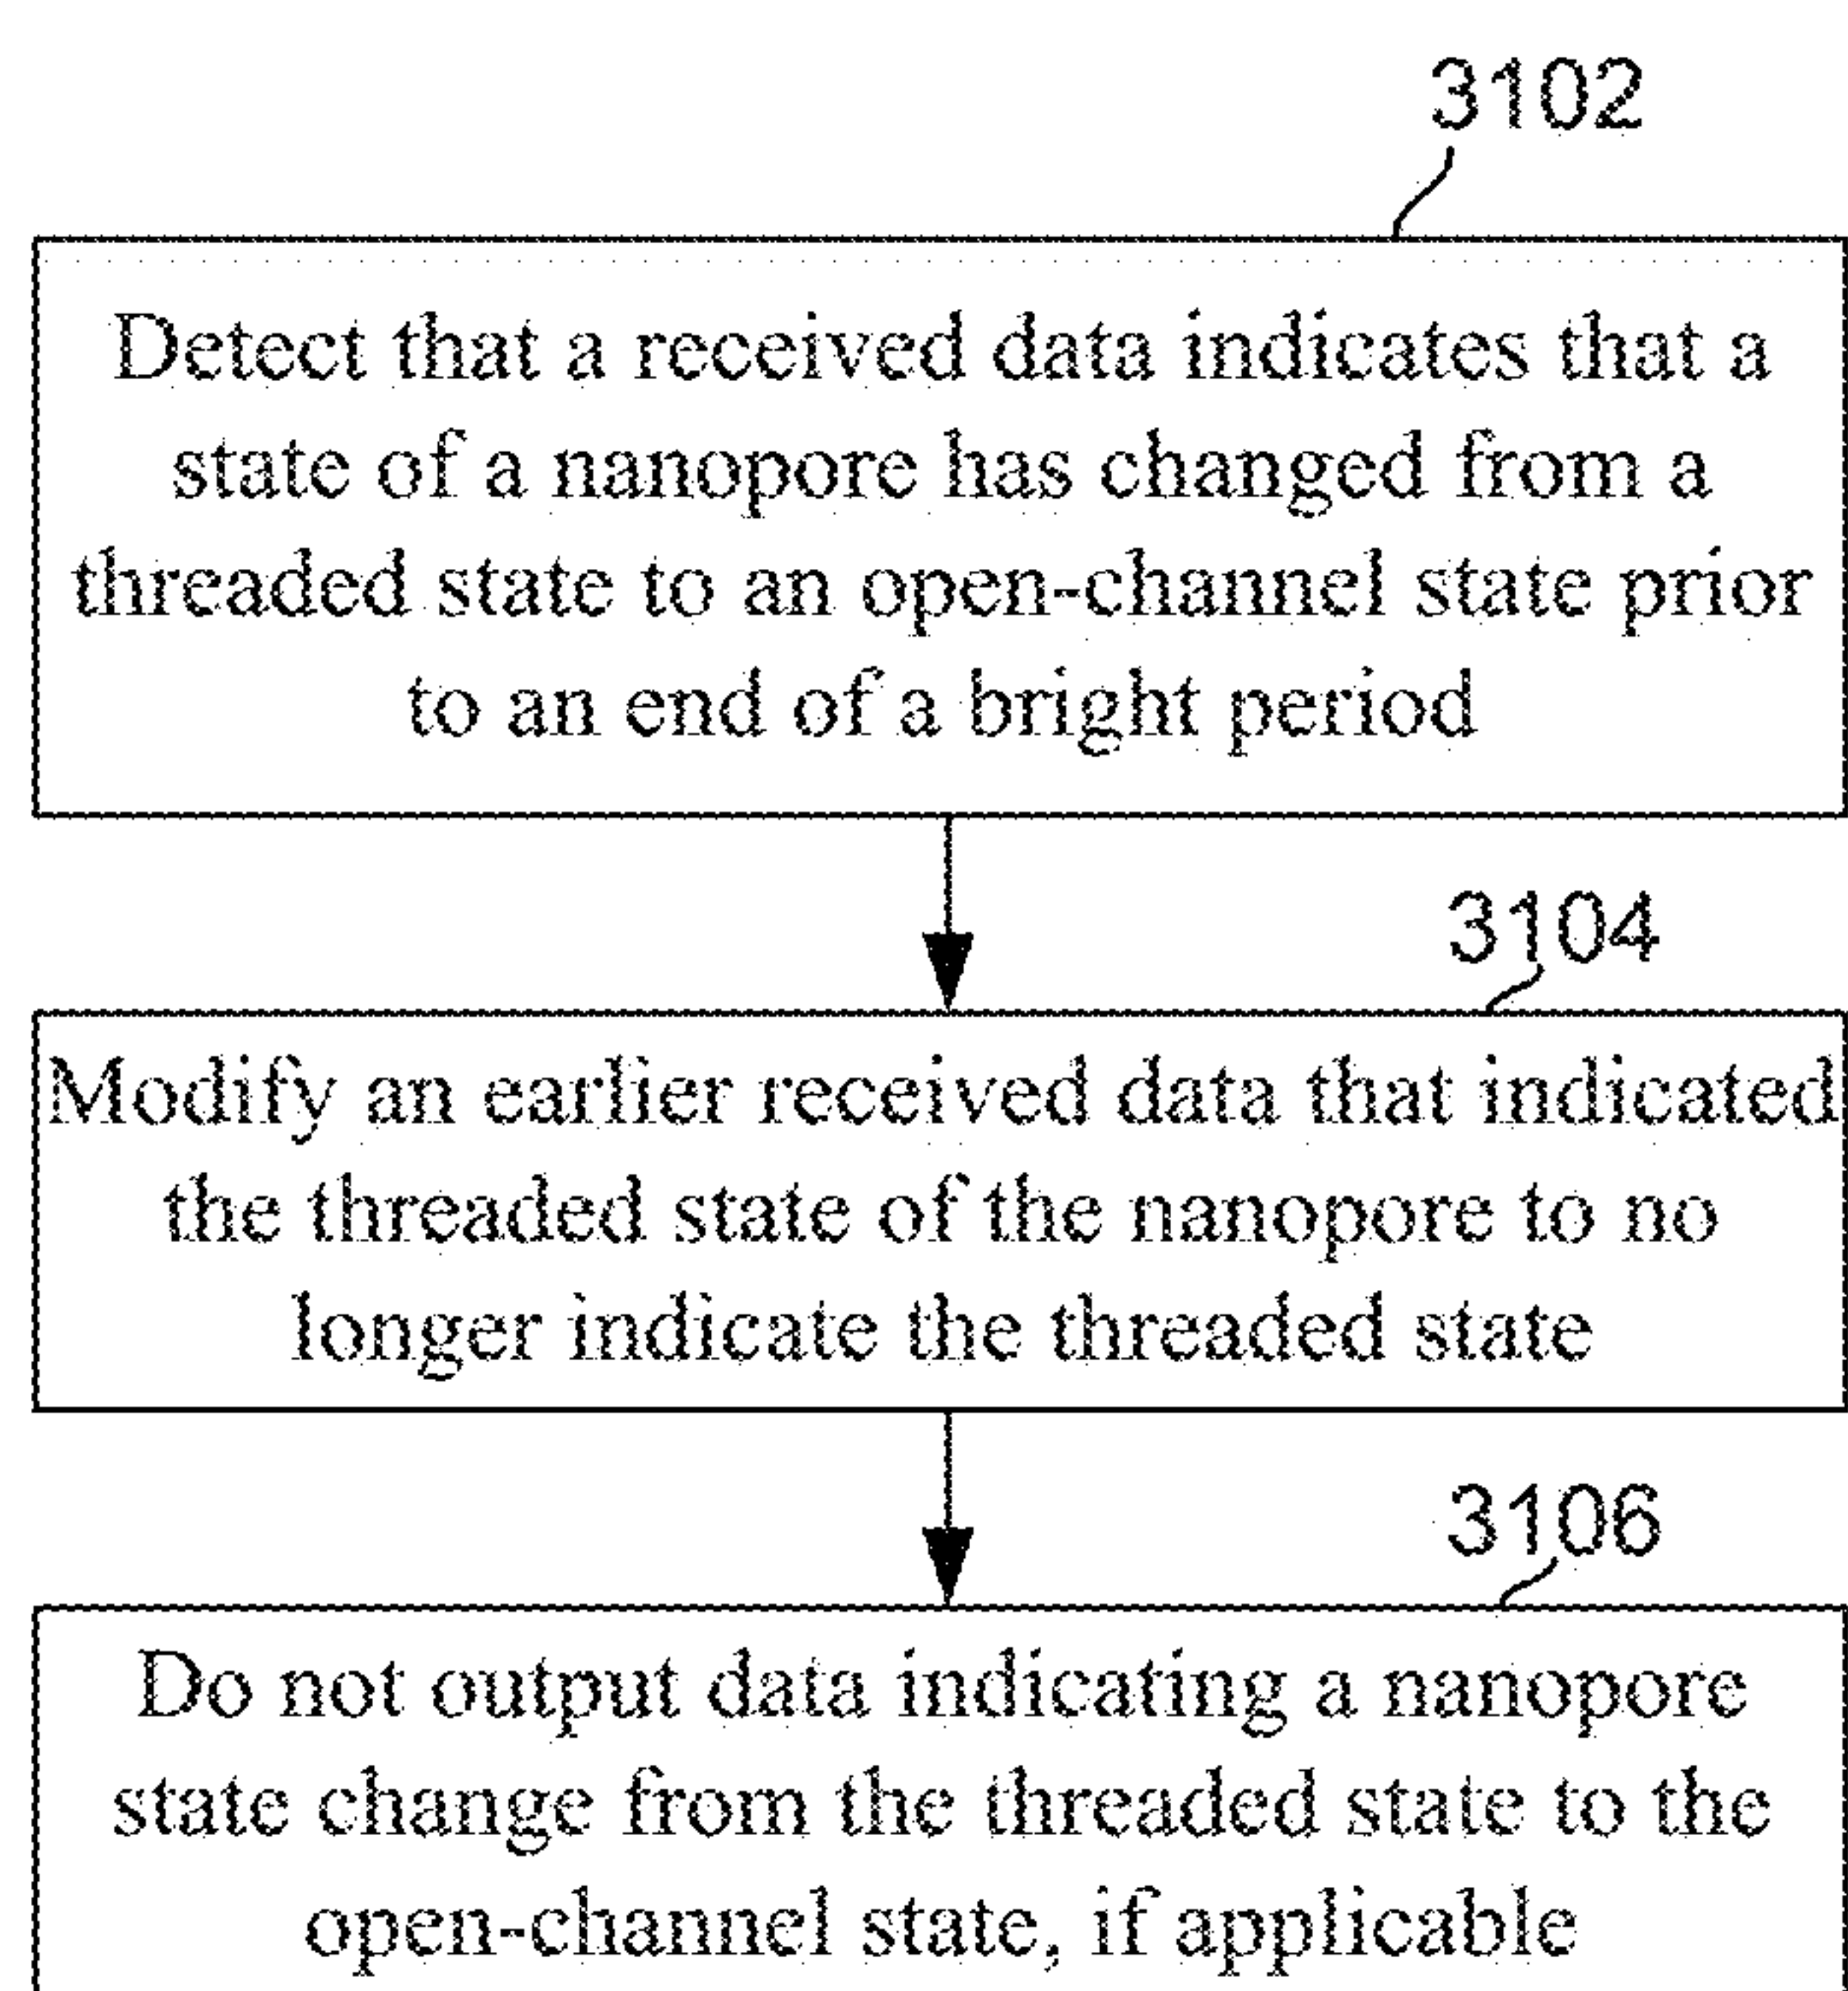 3102
Detect that a received data indicates that a
state of a nanopore has changed from a
threaded state to an open-channel state prior
to an end of a bright period
3104
Modify an earlier received data that indicated
the threaded state of the nanopore to no
longer indicate the threaded state
3106
Do not output data indicating a nanopore
state change from the threaded state to the
open-channel state, if applicable